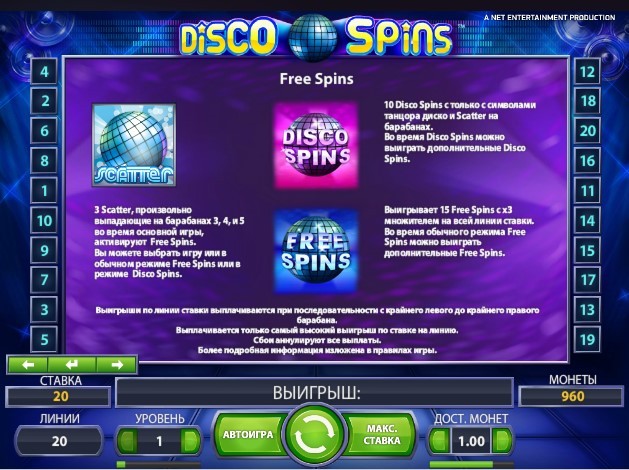 A NET ENTERTAINMENT PRODUCTION
DISCO SPINS™
Free Spins
4
2
6
8
1
10
9
7
3
5
12
18
20
16
11
14
15
17
13
19
SCATTER
3 Scatter, произвольно
выпадающие на барабанах 3, 4, и 5
во время основной игры,
активируют Free Spins.
Вы можете выбрать игру или в
обычном режиме Free Spins или в
режиме Disco Spins.
DISCO
SPINS
10 Disco Spins с только с символами
танцора диско и Scatter на
барабанах.
Во время Disco Spins можно
выиграть дополнительные Disco
Spins.
FREE
SPINS
Выигрывает 15 Free Spins с x3
множителем на всей линии ставки.
Во время обычного режима Free
Spins можно выиграть
дополнительные Free Spins.
Выигрыши по линии ставки выплачиваются при последовательности с крайнего левого до крайнего правого
барабана.
Выплачивается только самый высокий выигрыш по ставке на линию.
Сбои аннулируют все выплаты.
Более подробная информация изложена в правилах игры.
СТАВКА
20
ВЫИГРЫШ:
МОНЕТЫ
960
ЛИНИИ
20
УРОВЕНЬ
1
АВТОИГРА
МАКС.
СТАВКА
ДОСТ. МОНЕТ
1.00